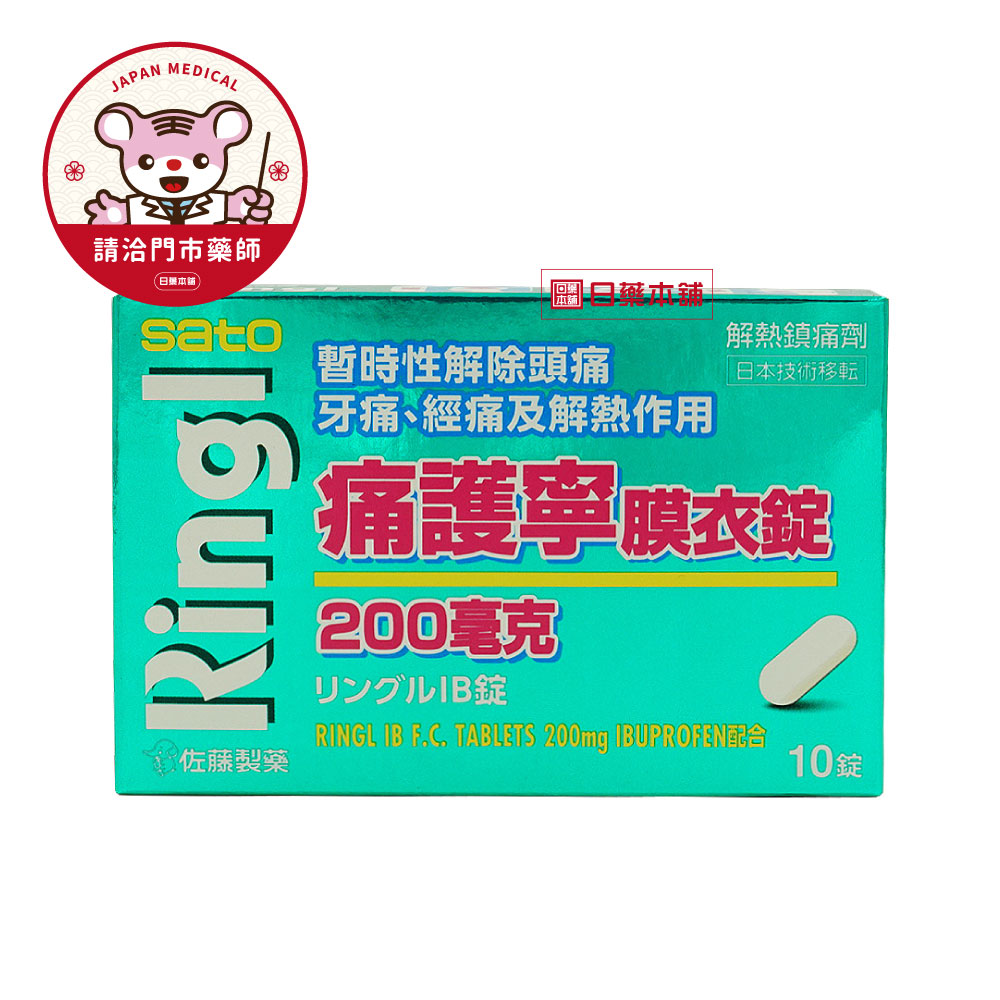 JAPAN MEDICAL
請洽門市藥師
日藥本舖
日藥本舖
日藥本舖
sato
Ringl
解熱鎮痛劑
日本技術移転
暫時性解除頭痛
牙痛、經痛及解熱作用
痛護寧膜衣錠
200毫克
リングルIB錠
RINGL IB F.C. TABLETS 200mg IBUPROFEN配合
佐藤製薬
10錠